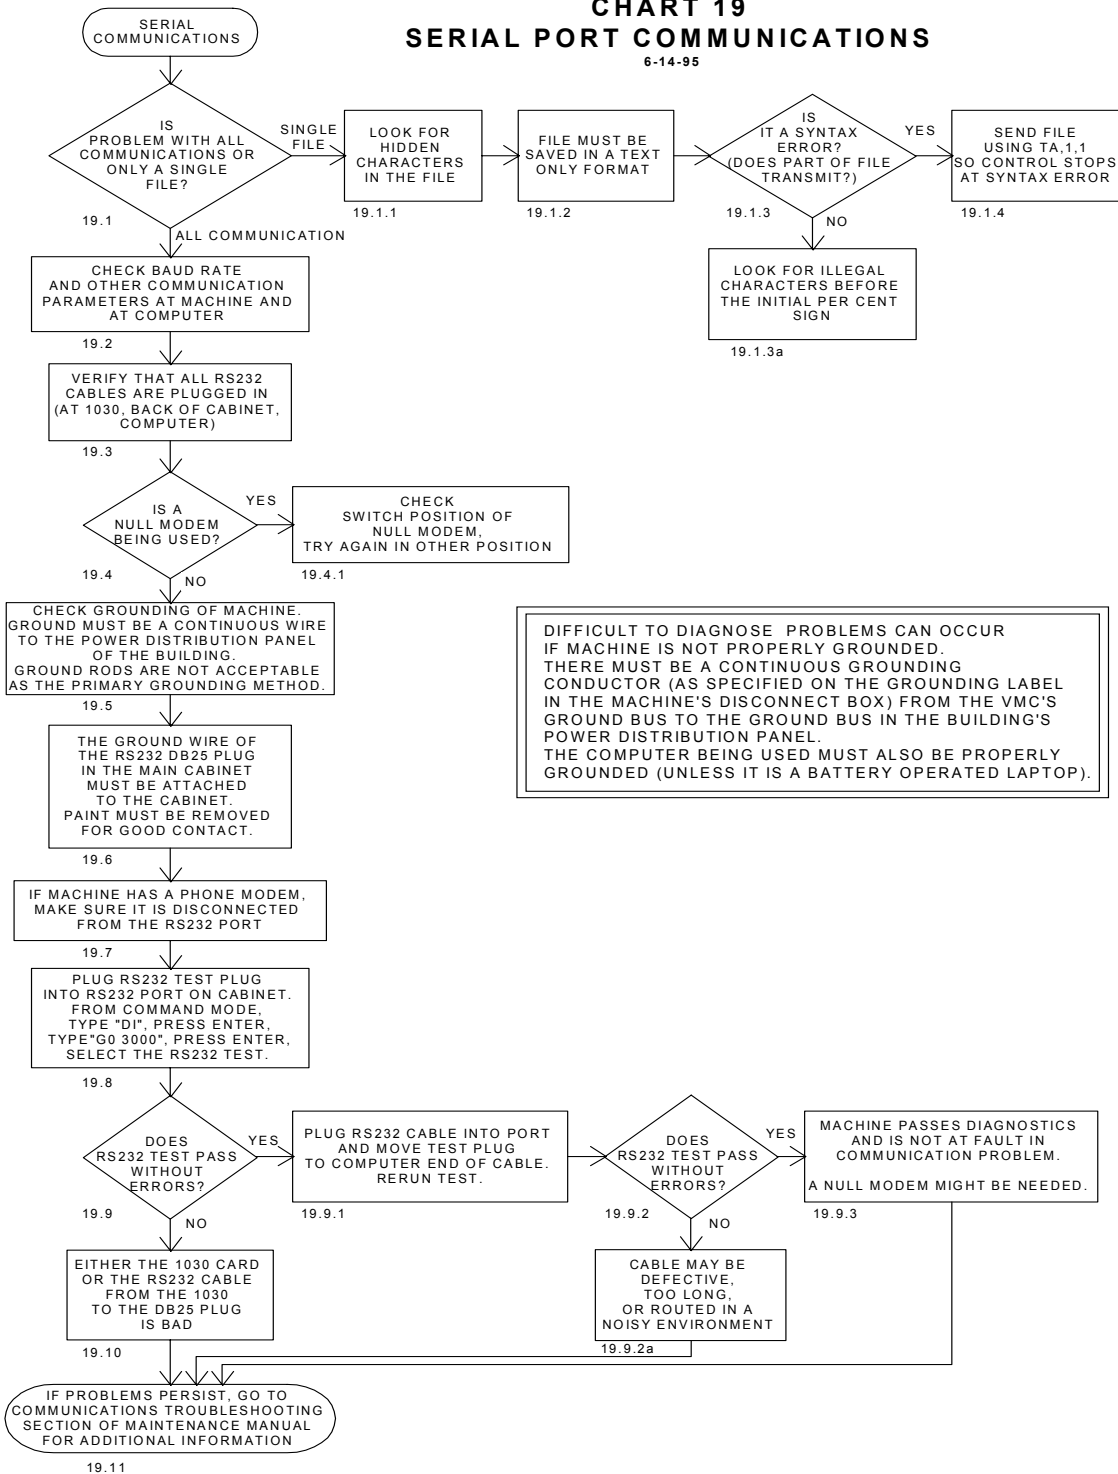 CHART 19
SERIAL PORT COMMUNICATIONS
6-14-95
SERIAL
COMMUNICATIONS
IS
PROBLEM WITH ALL
COMMUNICATIONS OR
ONLY A SINGLE
FILE?
19.1
SINGLE
FILE
LOOK FOR
HIDDEN
CHARACTERS
IN THE FILE
19.1.1
FILE MUST BE
SAVED IN A TEXT
ONLY FORMAT
19.1.2
IS
IT A SYNTAX
ERROR?
(DOES PART OF FILE
TRANSMIT?)
19.1.3
YES
SEND FILE
USING TA,1,1
SO CONTROL STOPS
AT SYNTAX ERROR
19.1.4
NO
LOOK FOR ILLEGAL
CHARACTERS BEFORE
THE INITIAL PER CENT
SIGN
19.1.3a
ALL COMMUNICATION
CHECK BAUD RATE
AND OTHER COMMUNICATION
PARAMETERS AT MACHINE AND
AT COMPUTER
19.2
VERIFY THAT ALL RS232
CABLES ARE PLUGGED IN
(AT 1030, BACK OF CABINET,
COMPUTER)
19.3
IS A
NULL MODEM
BEING USED?
19.4
YES
CHECK
SWITCH POSITION OF
NULL MODEM,
TRY AGAIN IN OTHER POSITION
19.4.1
NO
CHECK GROUNDING OF MACHINE.
GROUND MUST BE A CONTINUOUS WIRE
TO THE POWER DISTRIBUTION PANEL
OF THE BUILDING.
GROUND RODS ARE NOT ACCEPTABLE
AS THE PRIMARY GROUNDING METHOD.
19.5
DIFFICULT TO DIAGNOSE PROBLEMS CAN OCCUR
IF MACHINE IS NOT PROPERLY GROUNDED.
THERE MUST BE A CONTINUOUS GROUNDING
CONDUCTOR (AS SPECIFIED ON THE GROUNDING LABEL
IN THE MACHINE'S DISCONNECT BOX) FROM THE VMC'S
GROUND BUS TO THE GROUND BUS IN THE BUILDING'S
POWER DISTRIBUTION PANEL.
THE COMPUTER BEING USED MUST ALSO BE PROPERLY
GROUNDED (UNLESS IT IS A BATTERY OPERATED LAPTOP).
THE GROUND WIRE OF
THE RS232 DB25 PLUG
IN THE MAIN CABINET
MUST BE ATTACHED
TO THE CABINET.
PAINT MUST BE REMOVED
FOR GOOD CONTACT.
19.6
IF MACHINE HAS A PHONE MODEM,
MAKE SURE IT IS DISCONNECTED
FROM THE RS232 PORT
19.7
PLUG RS232 TEST PLUG
INTO RS232 PORT ON CABINET.
FROM COMMAND MODE,
TYPE "DI", PRESS ENTER,
TYPE"G0 3000", PRESS ENTER,
SELECT THE RS232 TEST.
19.8
DOES
RS232 TEST PASS
WITHOUT
ERRORS?
19.9
YES
PLUG RS232 CABLE INTO PORT
AND MOVE TEST PLUG
TO COMPUTER END OF CABLE.
RERUN TEST.
19.9.1
DOES
RS232 TEST PASS
WITHOUT
ERRORS?
19.9.2
YES
MACHINE PASSES DIAGNOSTICS
AND IS NOT AT FAULT IN
COMMUNICATION PROBLEM.
A NULL MODEM MIGHT BE NEEDED.
19.9.3
NO
CABLE MAY BE
DEFECTIVE,
TOO LONG,
OR ROUTED IN A
NOISY ENVIRONMENT
19.9.2a
NO
EITHER THE 1030 CARD
OR THE RS232 CABLE
FROM THE 1030
TO THE DB25 PLUG
IS BAD
19.10
IF PROBLEMS PERSIST, GO TO
COMMUNICATIONS TROUBLESHOOTING
SECTION OF MAINTENANCE MANUAL
FOR ADDITIONAL INFORMATION
19.11